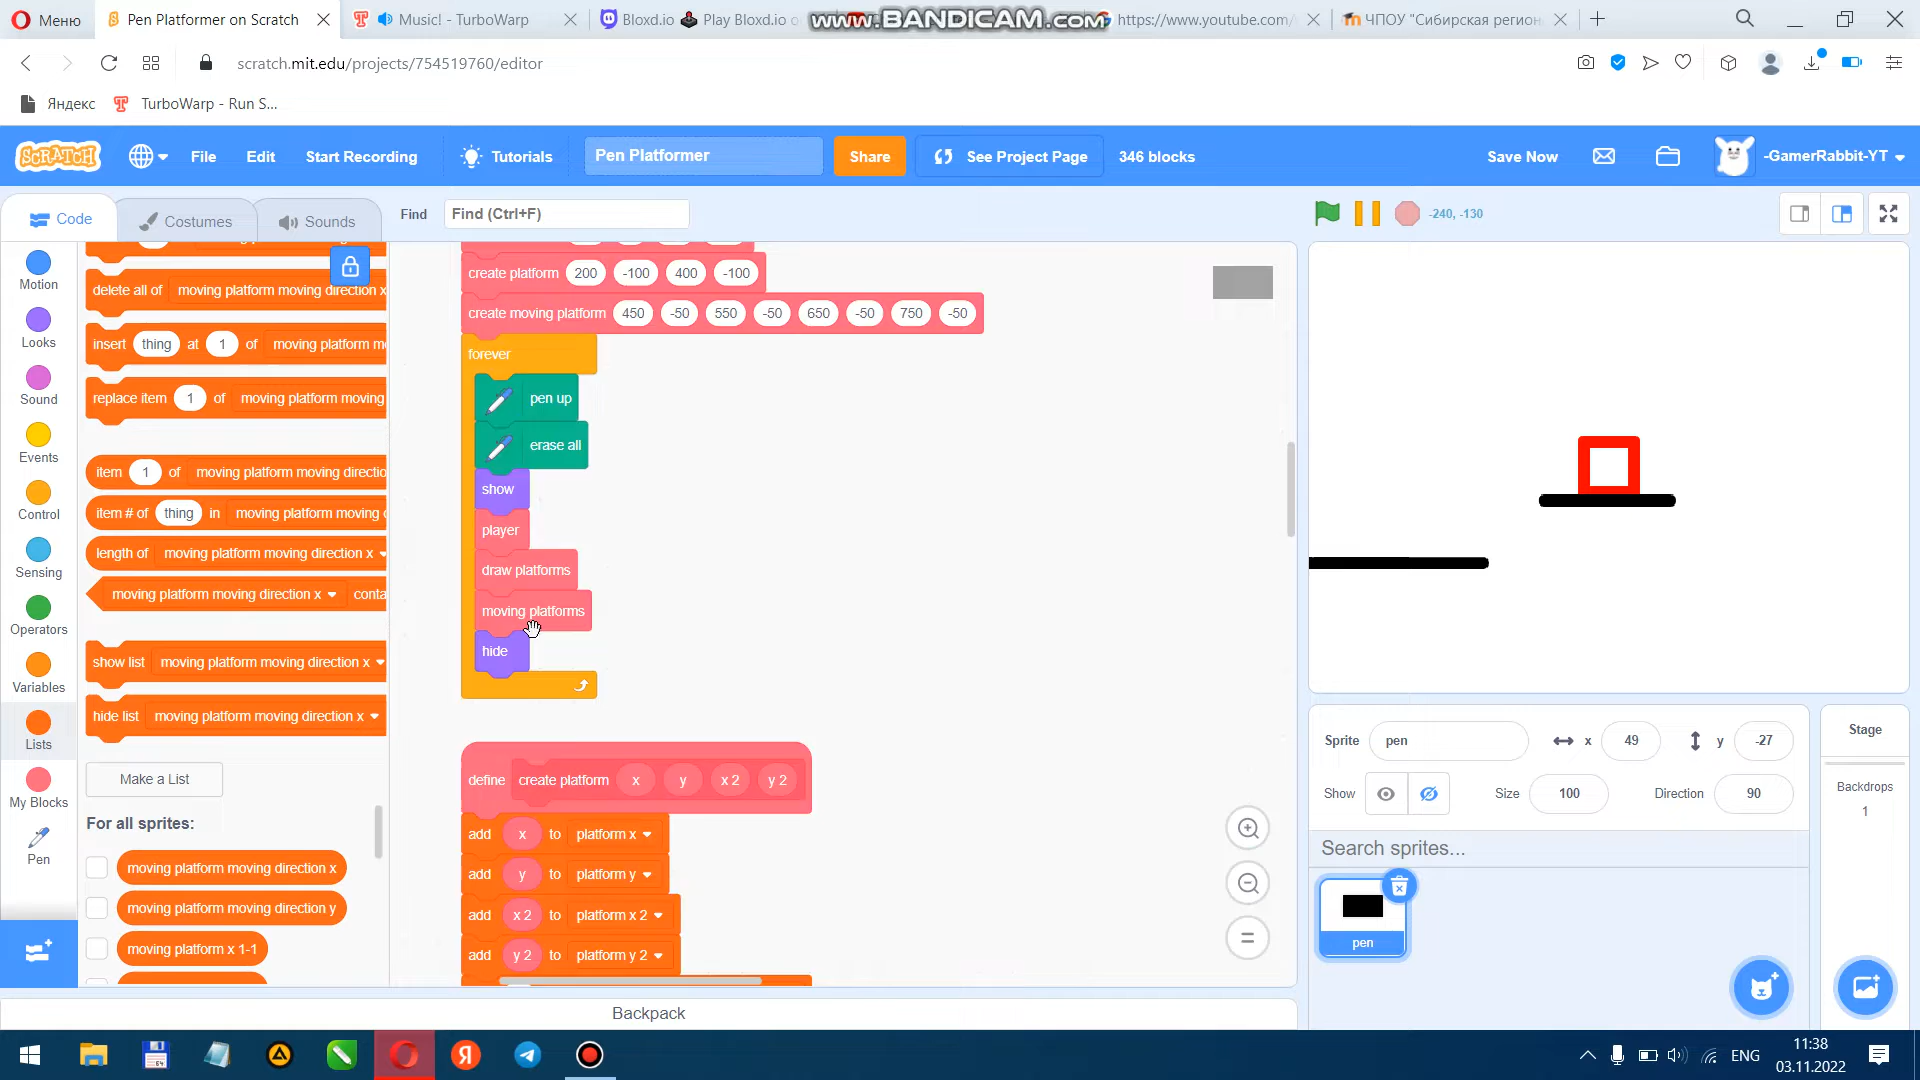 Меню
Pen Platformer on Scratch
Music! - TurboWarp
Bloxd.io
Play Bloxd.io o
WWW.BANDICAM.COM
https://www.youtube.com/
ЧПОУ "Сибирская регион
scratch.mit.edu/projects/754519760/editor
Яндекс
TurboWarp - Run S...
SCRATCH
File
Edit
Start Recording
Tutorials
Pen Platformer
Share
See Project Page
346 blocks
Save Now
-GamerRabbit-YT
Code
Costumes
Sounds
Find
Find (Ctrl+F)
-240, -130
Motion
Looks
Sound
Events
Control
Sensing
Operators
Variables
Lists
My Blocks
Pen
delete all of moving platform moving direction x
insert thing at 1 of moving platform m
replace item 1 of moving platform moving
item 1 of moving platform moving directio
item # of thing in moving platform moving
length of moving platform moving direction x
moving platform moving direction x conta
show list moving platform moving direction x
hide list moving platform moving direction x
Make a List
For all sprites:
moving platform moving direction x
moving platform moving direction y
moving platform x 1-1
create platform 200 -100 400 -100
create moving platform 450 -50 550 -50 650 -50 750 -50
forever
pen up
erase all
show
player
draw platforms
moving platforms
hide
define create platform x y x 2 y 2
add x to platform x
add y to platform y
add x 2 to platform x 2
add y 2 to platform y 2
Backpack
Sprite pen x 49 y -27
Show Size 100 Direction 90
Search sprites...
pen
Stage
Backdrops
1
64
Я
ENG
11:38
03.11.2022